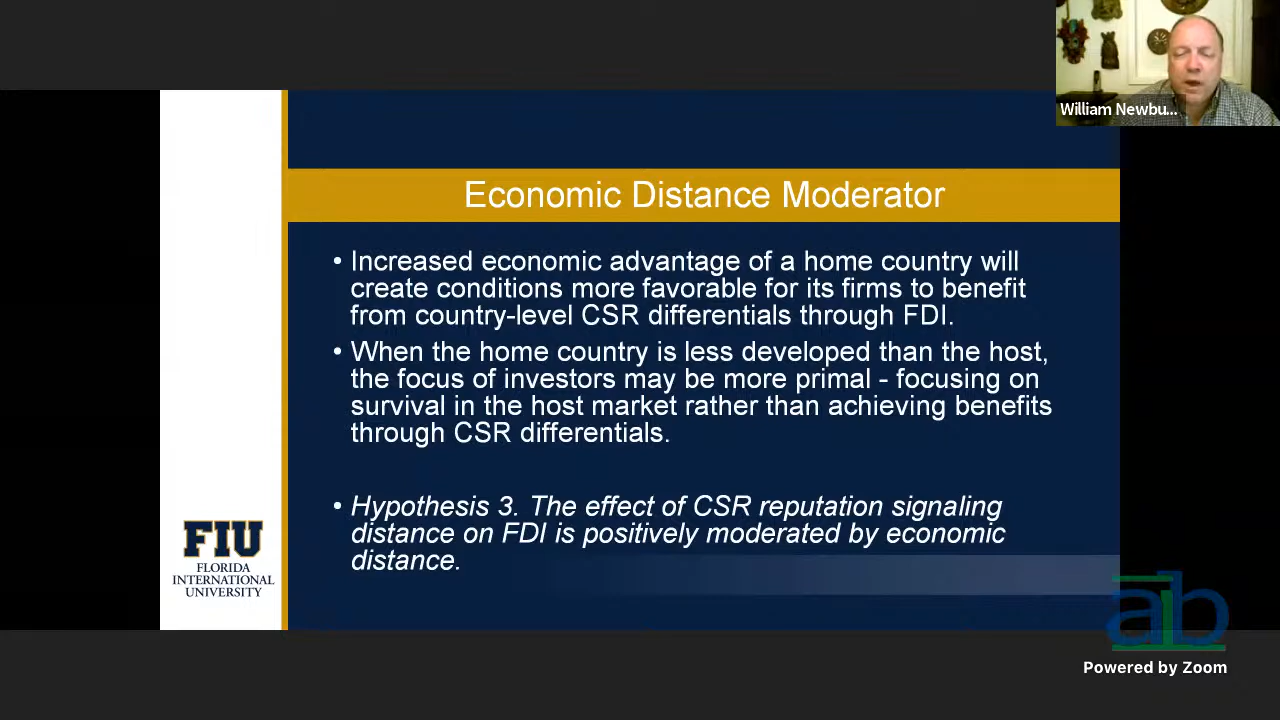 William Newbu...
Economic Distance Moderator
• Increased economic advantage of a home country will
create conditions more favorable for its firms to benefit
from country-level CSR differentials through FDI.
• When the home country is less developed than the host,
the focus of investors may be more primal - focusing on
survival in the host market rather than achieving benefits
through CSR differentials.
• Hypothesis 3. The effect of CSR reputation signaling
distance on FDI is positively moderated by economic
distance.
FIU
FLORIDA
INTERNATIONAL
UNIVERSITY
aib
Powered by Zoom